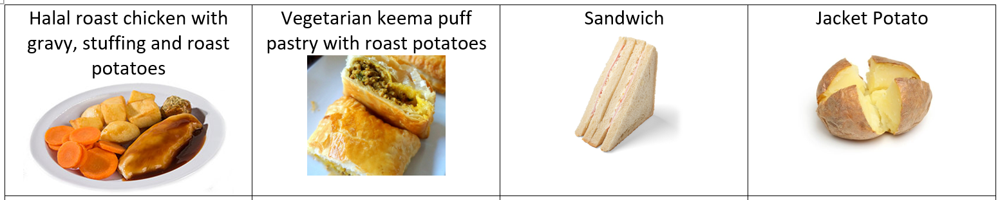 Halal roast chicken with
gravy, stuffing and roast
potatoes
Vegetarian keema puff
pastry with roast potatoes
Sandwich
Jacket Potato